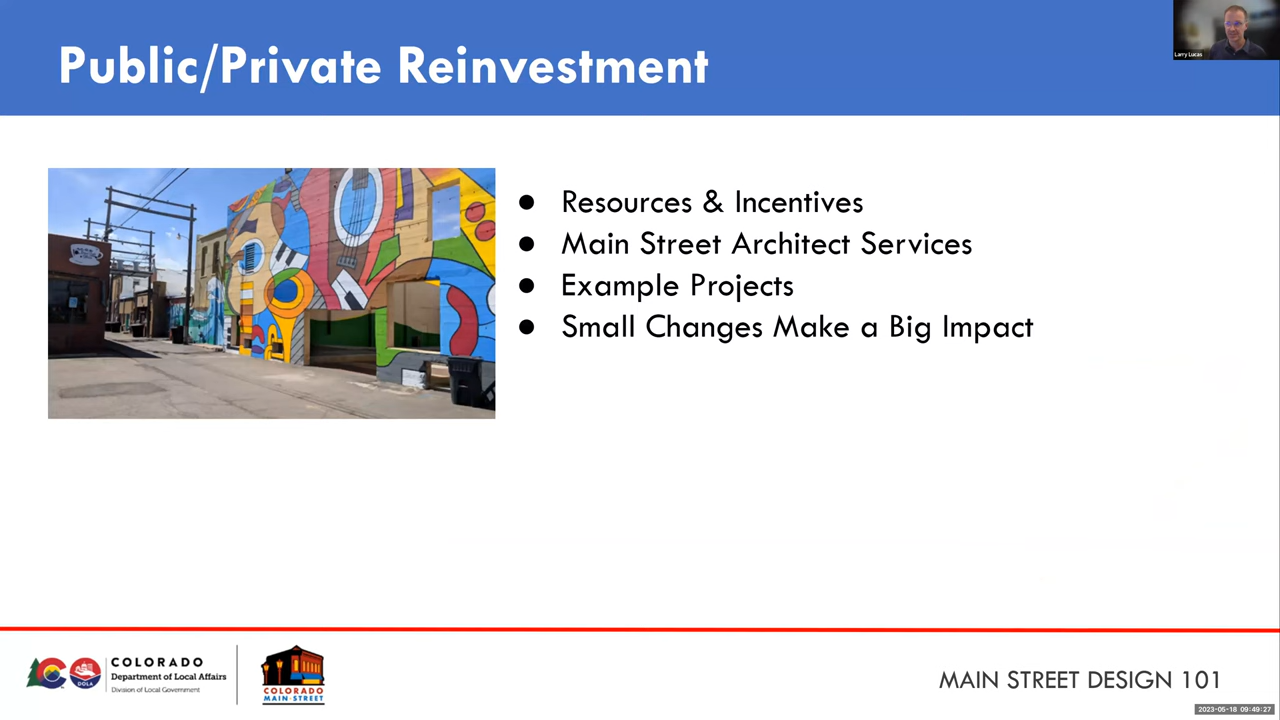 Public/Private Reinvestment
Larry Lucas
● Resources & Incentives
● Main Street Architect Services
● Example Projects
● Small Changes Make a Big Impact
COLORADO
Department of Local Affairs
Division of Local Government
DOLA
COLORADO
MAIN STREET
MAIN STREET DESIGN 101
2023-05-18 09:49:27